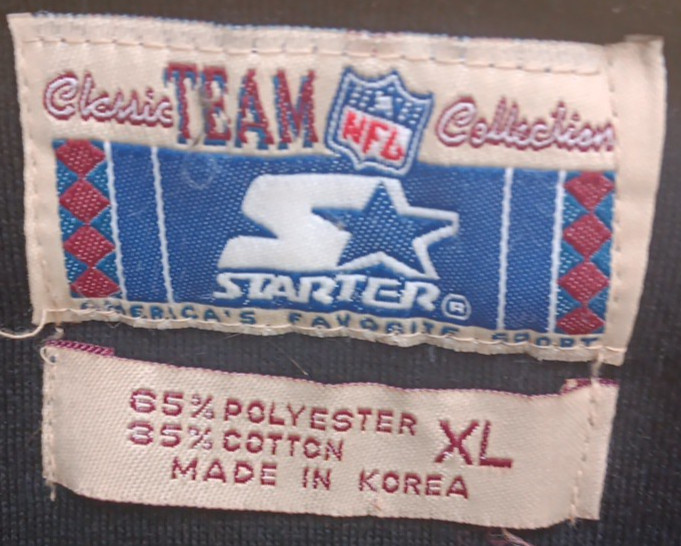 Classic TEAM NFL Collection
STARTER®
AMERICA'S FAVORITE SPORT
65% POLYESTER
35% COTTON
XL
MADE IN KOREA